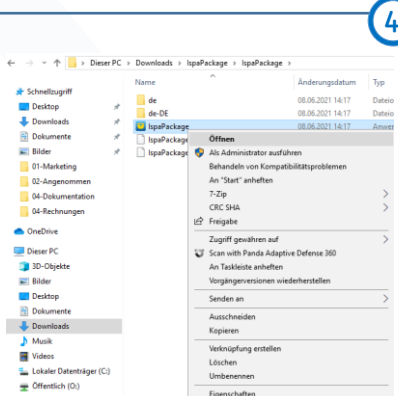 4
Dieser PC > Downloads > IspaPackage > IspaPackage >
Name Änderungsdatum Typ
Schnellzugriff
Desktop
Downloads
Dokumente
Bilder
01-Marketing
02-Angenommen
04-Dokumentation
04-Rechnungen
OneDrive
Dieser PC
3D-Objekte
Bilder
Desktop
Dokumente
Downloads
Musik
Videos
Lokaler Datenträger (C:)
Öffentlich (O:)
de 08.06.2021 14:17 Dateio
de-DE 08.06.2021 14:17 Dateio
IspaPackage 08.06.2021 14:17 Anwen
IspaPackage
IspaPackage
Öffnen
Als Administrator ausführen
Behandeln von Kompatibilitätsproblemen
An "Start" anheften
7-Zip
CRC SHA
Freigabe
Zugriff gewähren auf
Scan with Panda Adaptive Defense 360
An Taskleiste anheften
Vorgängerversionen wiederherstellen
Senden an
Ausschneiden
Kopieren
Verknüpfung erstellen
Löschen
Umbenennen
Eigenschaften